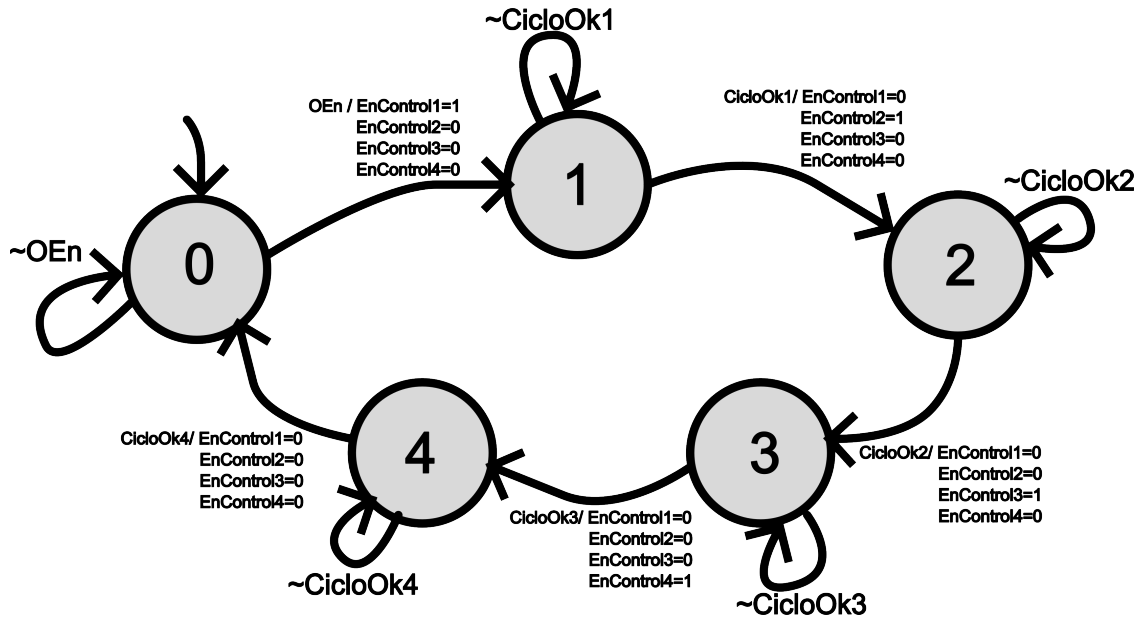 ~CicloOk1
OEn / EnControl1=1
EnControl2=0
EnControl3=0
EnControl4=0
CicloOk1/ EnControl1=0
EnControl2=1
EnControl3=0
EnControl4=0
1
~CicloOk2
~OEn
0
2
CicloOk4/ EnControl1=0
EnControl2=0
EnControl3=0
EnControl4=0
4
3
CicloOk2/ EnControl1=0
EnControl2=0
EnControl3=1
EnControl4=0
CicloOk3/ EnControl1=0
EnControl2=0
EnControl3=0
EnControl4=1
~CicloOk4
~CicloOk3